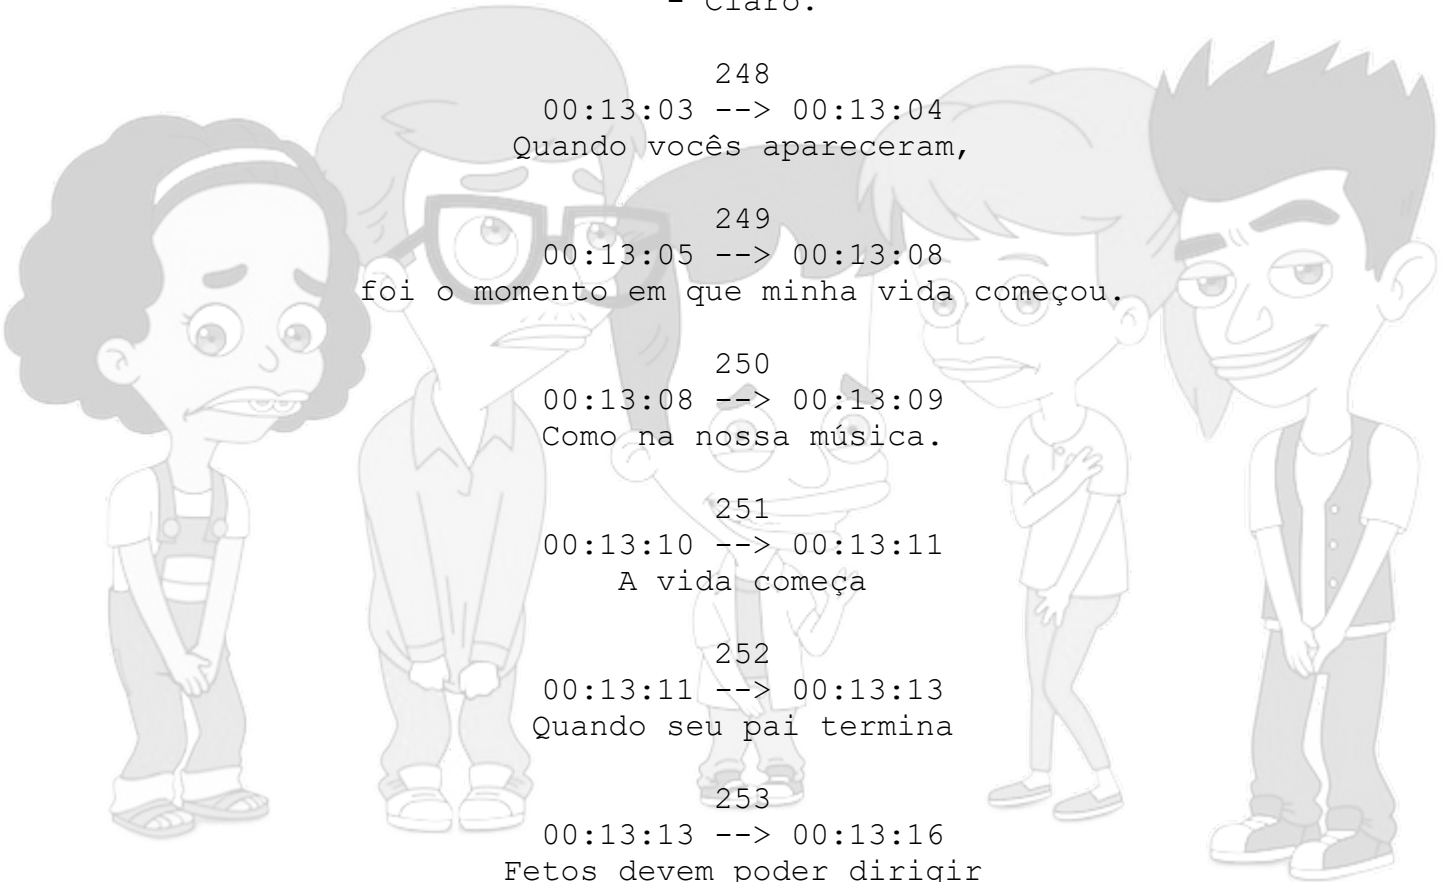 - Claro.
248
00:13:03 --> 00:13:04
Quando vocês apareceram,
249
00:13:05 --> 00:13:08
foi o momento em que minha vida começou.
250
00:13:08 --> 00:13:09
Como na nossa música.
251
00:13:10 --> 00:13:11
A vida começa
252
00:13:11 --> 00:13:13
Quando seu pai termina
253
00:13:13 --> 00:13:16
Fetos devem poder dirigir